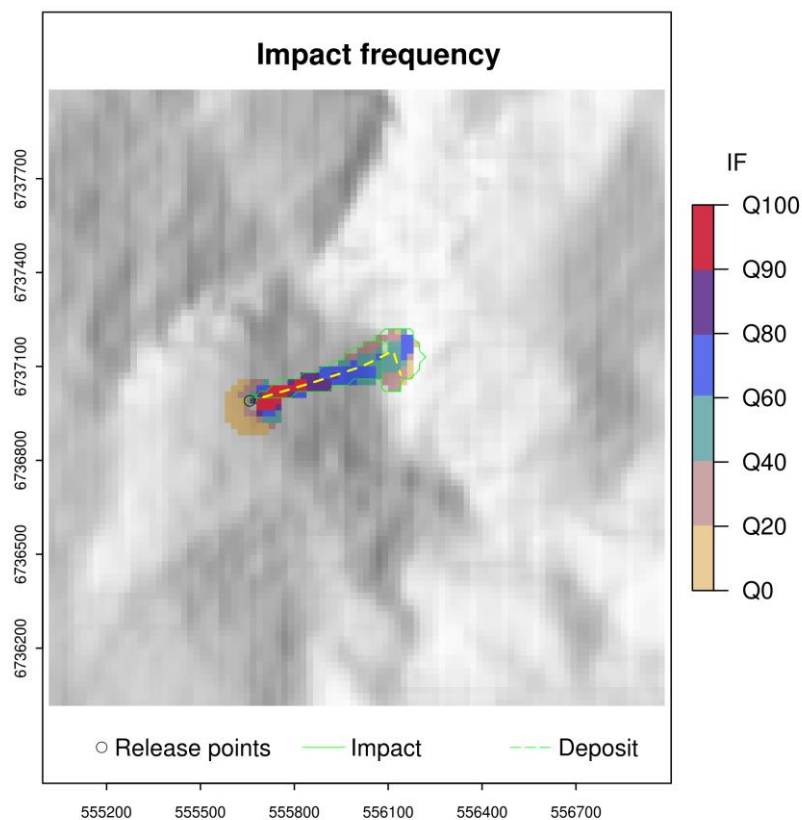 Impact frequency
6737700
6737400
6737100
6736800
6736500
6736200
IF
Q100
Q90
Q80
Q60
Q40
Q20
Q0
Release points Impact Deposit
555200 555500 555800 556100 556400 556700